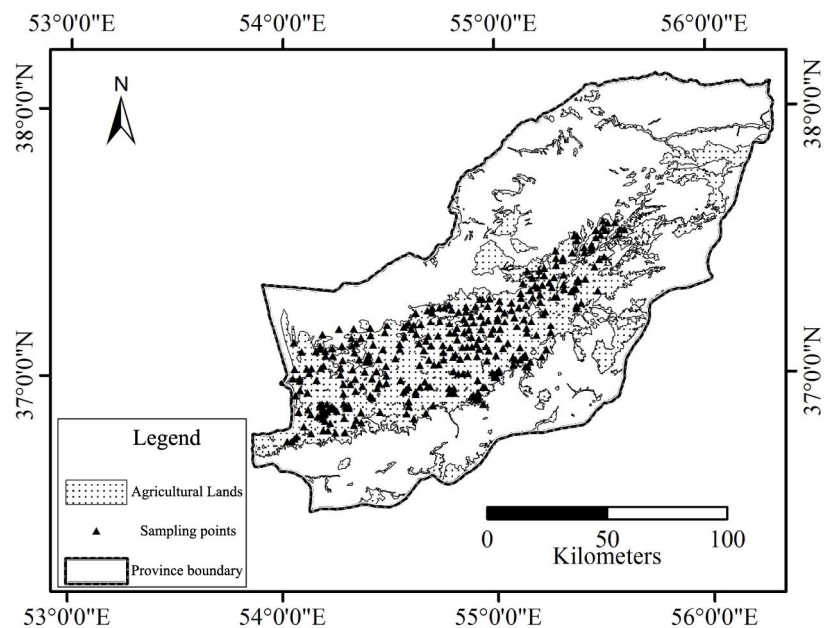 53°0'0"E 54°0'0"E 55°0'0"E 56°0'0"E
N
38°0'0"N 38°0'0"N
37°0'0"N 37°0'0"N
Legend
Agricultural Lands
Sampling points
Province boundary
0 50 100
Kilometers
53°0'0"E 54°0'0"E 55°0'0"E 56°0'0"E